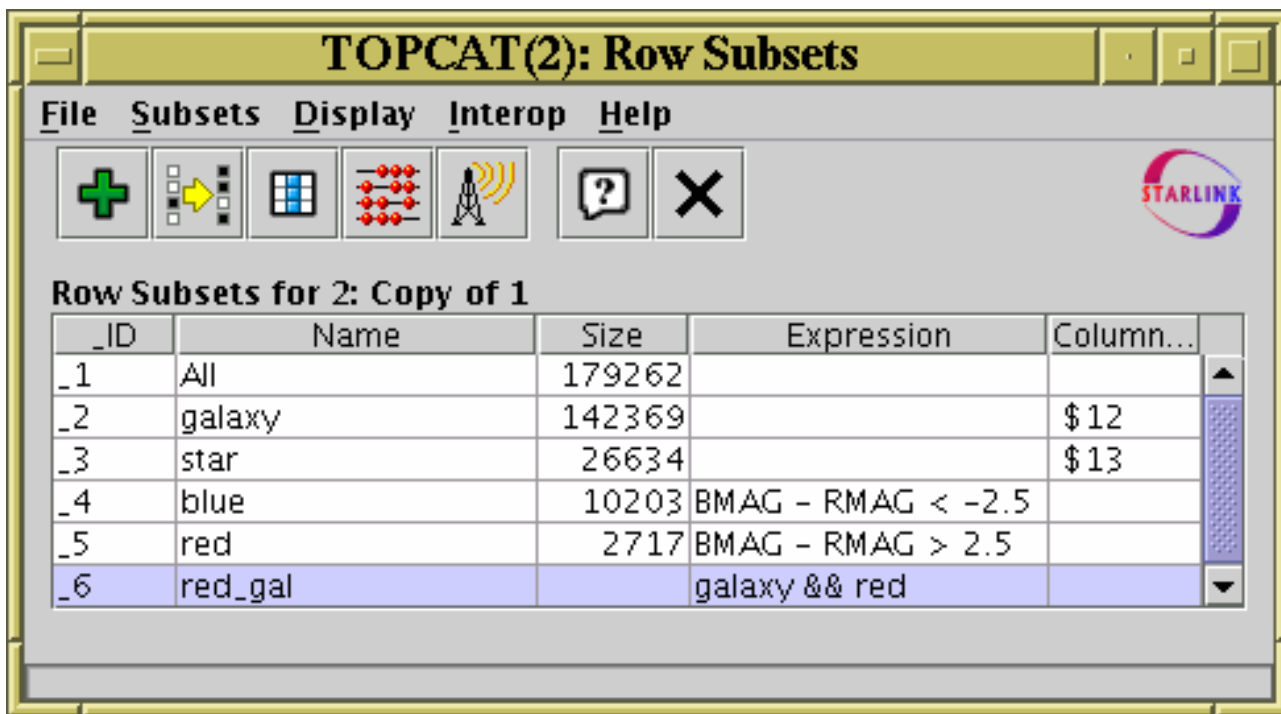 TOPCAT(2): Row Subsets
File Subsets Display Interop Help
?
STARLINK
Row Subsets for 2: Copy of 1
_ID Name Size Expression Column...
_1 All 179262
_2 galaxy 142369 $12
_3 star 26634 $13
_4 blue 10203 BMAG - RMAG < -2.5
_5 red 2717 BMAG - RMAG > 2.5
_6 red_gal galaxy && red